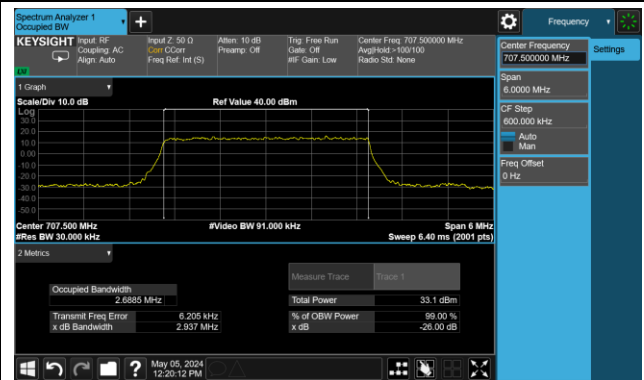 Spectrum Analyzer 1
Occupied BW
+
Frequency
KEYSIGHT
Input: RF
Coupling: AC
Align: Auto
Input Z: 50 Ω
Corr CCorr
Freq Ref: Int (S)
Atten: 10 dB
Preamp: Off
Trig: Free Run
Gate: Off
#IF Gain: Low
Center Freq: 707.500000 MHz
Avg|Hold:>100/100
Radio Std: None
Center Frequency
707.500000 MHz
Settings
Span
6.0000 MHz
CF Step
600.000 kHz
Auto
Man
Freq Offset
0 Hz
1 Graph
Scale/Div 10.0 dB
Ref Value 40.00 dBm
Log
30.0
20.0
10.0
0.00
-10.0
-20.0
-30.0
-40.0
-50.0
Center 707.500 MHz
#Video BW 91.000 kHz
Span 6 MHz
#Res BW 30.000 kHz
Sweep 6.40 ms (2001 pts)
2 Metrics
Measure Trace
Trace 1
Occupied Bandwidth
2.6885 MHz
Total Power
33.1 dBm
Transmit Freq Error
6.205 kHz
% of OBW Power
99.00 %
x dB Bandwidth
2.937 MHz
x dB
-26.00 dB
?
May 05, 2024
12:20:12 PM